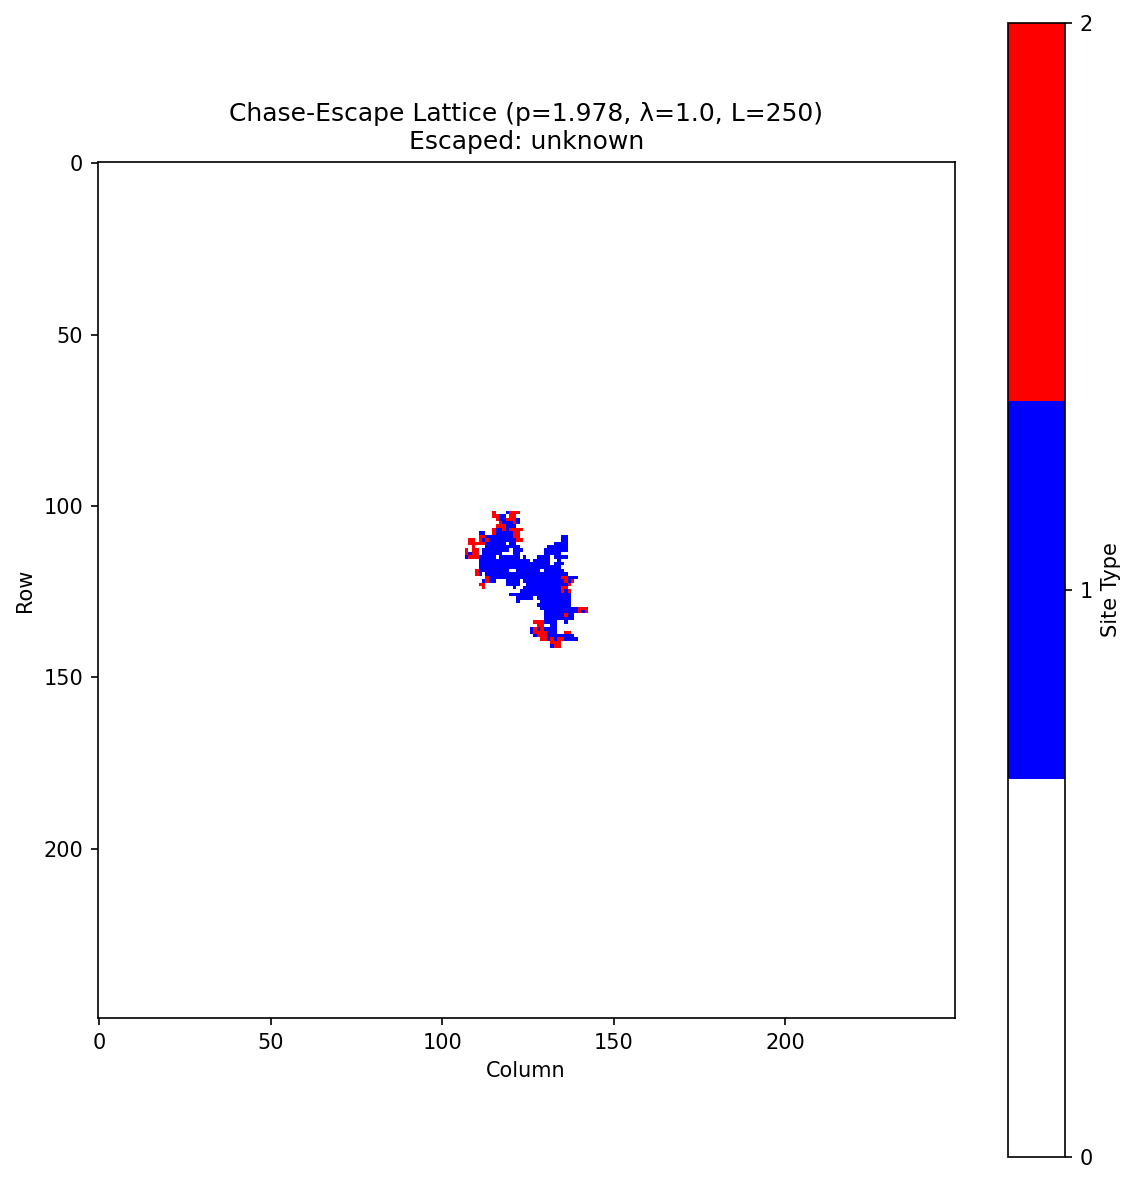 Chase-Escape Lattice (p=1.978, λ=1.0, L=250)
Escaped: unknown
0
50
100
150
200
Row
0
50
100
150
200
Column
2
1
0
Site Type